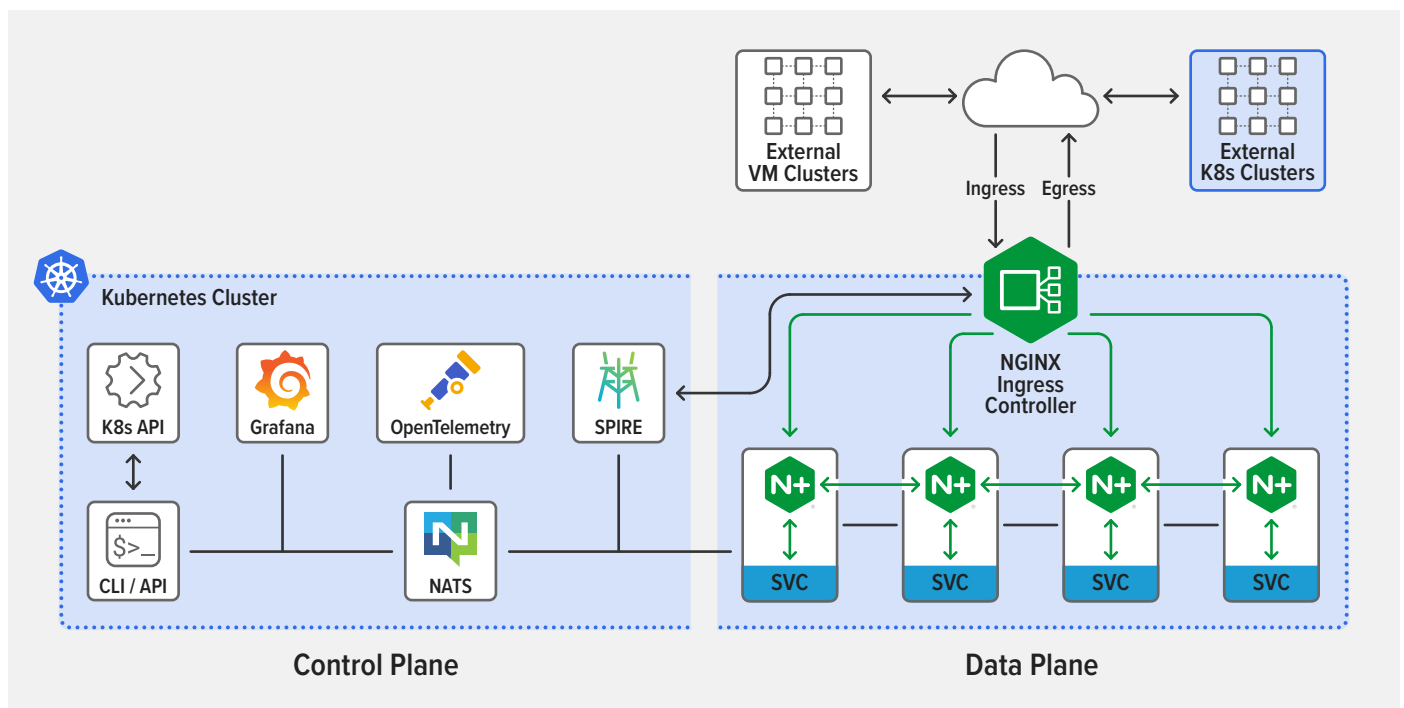 External
VM Clusters
External
K8s Clusters
Ingress
Egress
Kubernetes Cluster
NGINX
Ingress
Controller
K8s API
Grafana
OpenTelemetry
SPIRE
N+
N+
N+
N+
$>_
N
CLI / API
NATS
SVC
SVC
SVC
SVC
Control Plane
Data Plane